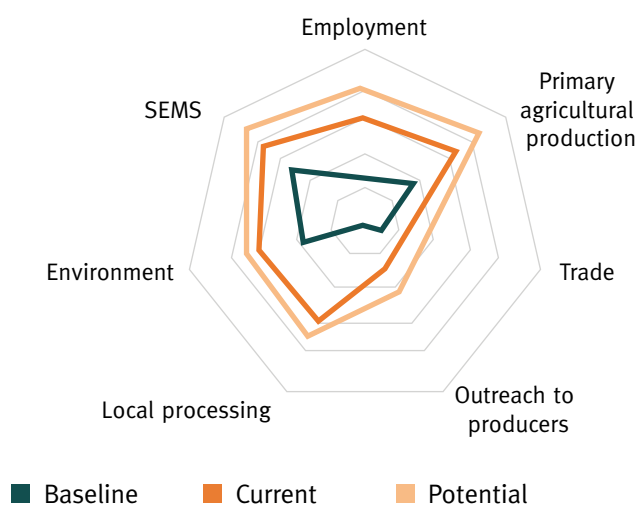 Employment
Primary
agricultural
production
SEMS
Environment
Trade
Local processing
Outreach to
producers
Baseline
Current
Potential